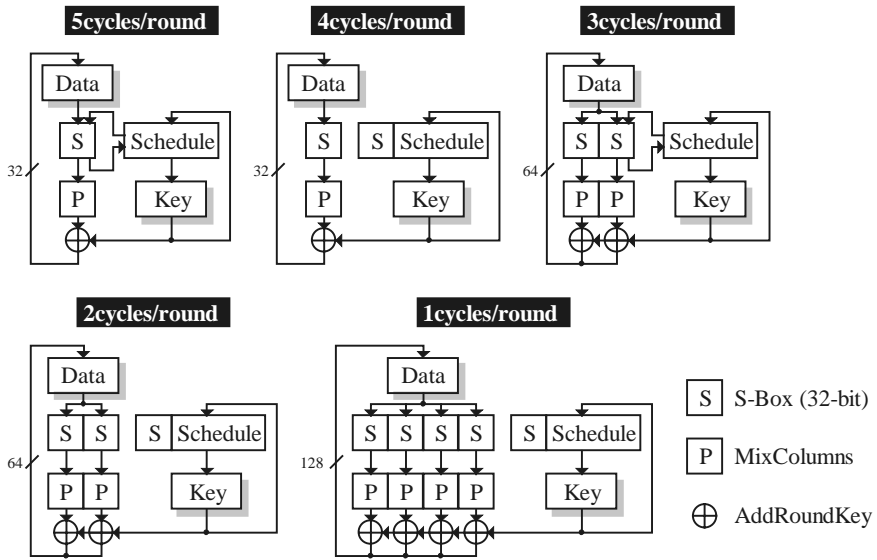 5cycles/round
4cycles/round
3cycles/round
Data
Data
Data
S
Schedule
S
S Schedule
S
S
Schedule
32
32
64
P
Key
P
Key
P
P
Key
2cycles/round
1cycles/round
Data
Data
S
S
S Schedule
S
S
S
S
S Schedule
S
S-Box (32-bit)
64
128
P
P
Key
P
P
P
P
Key
P
MixColumns
AddRoundKey